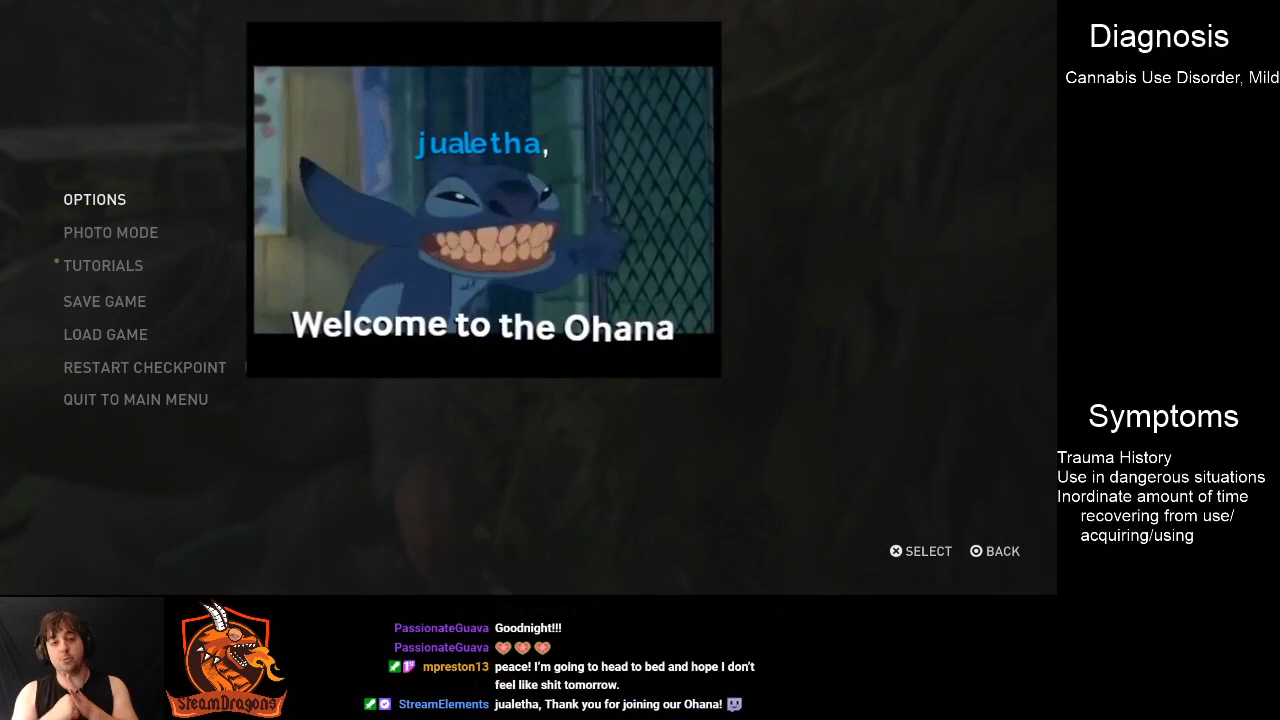 Diagnosis
Cannabis Use Disorder, Mild
jualetha,
Welcome to the Ohana
OPTIONS
PHOTO MODE
TUTORIALS
SAVE GAME
LOAD GAME
RESTART CHECKPOINT
QUIT TO MAIN MENU
Symptoms
Trauma History
Use in dangerous situations
Inordinate amount of time
recovering from use/
acquiring/using
SELECT BACK
PassionateGuava Goodnight!!!
PassionateGuava
mpreston13 peace! I'm going to head to bed and hope I don't
feel like shit tomorrow.
StreamElements jualetha, Thank you for joining our Ohana!
SteamDragons